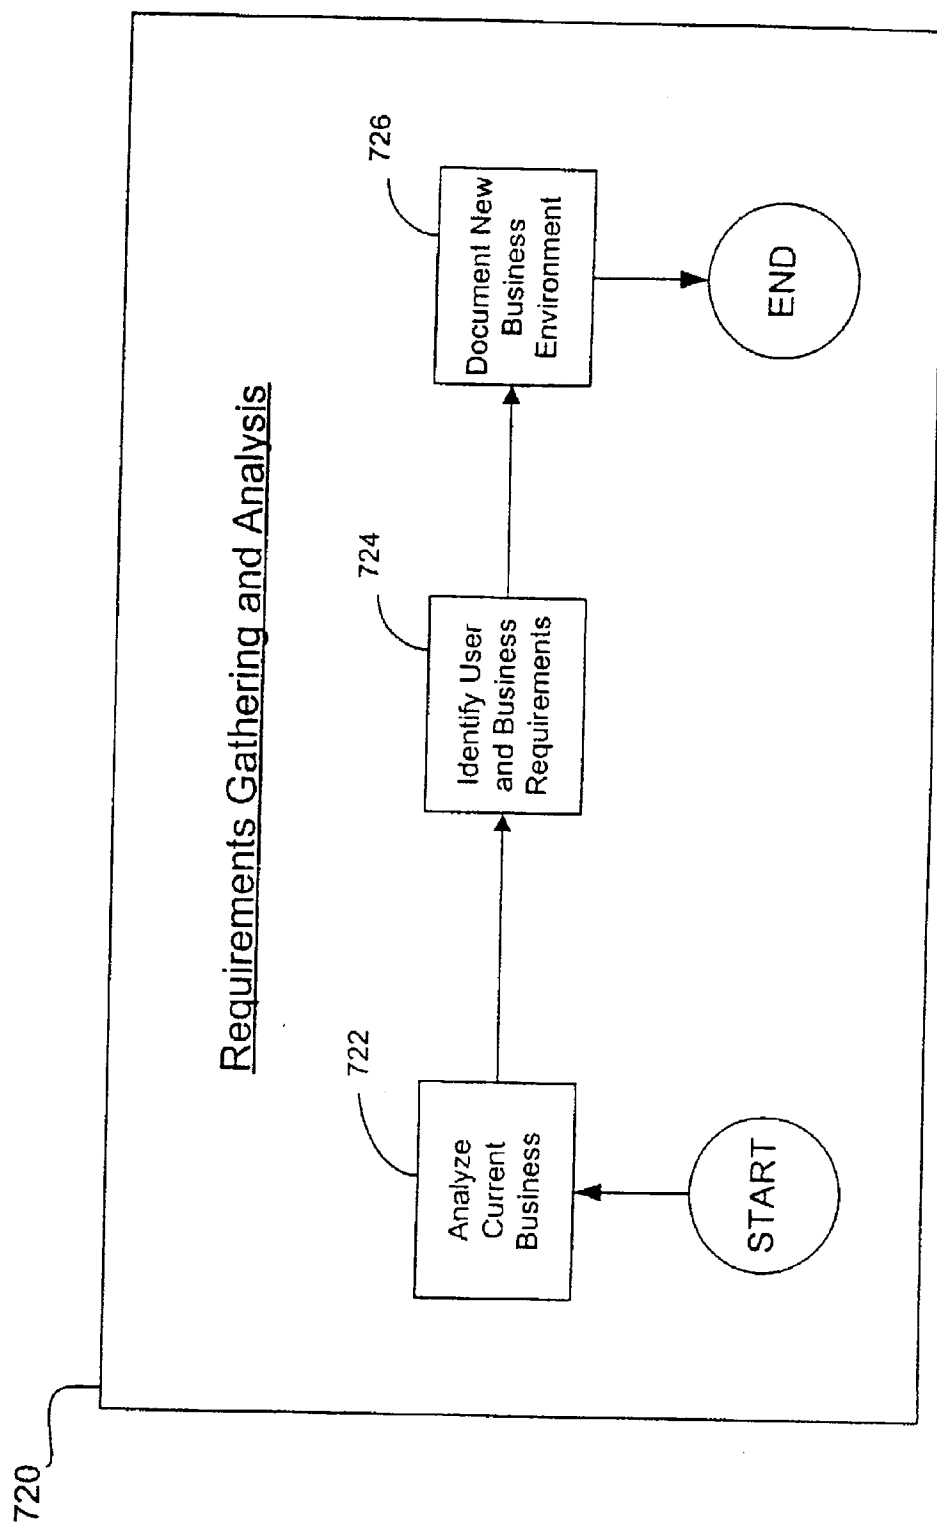 720
Requirements Gathering and Analysis
722
Analyze
Current
Business
724
Identify User
and Business
Requirements
726
Document New
Business
Environment
START
END